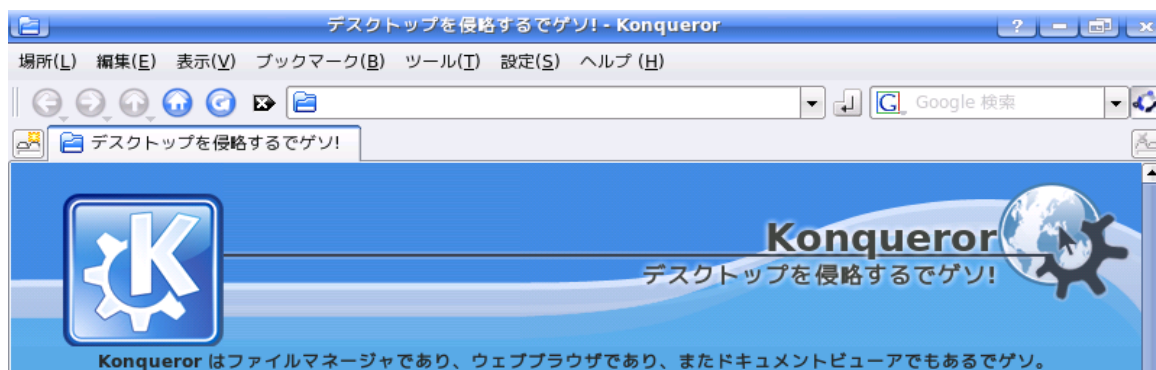 デスクトップを侵略するでゲソ! - Konqueror
場所(L) 編集(E) 表示(V) ブックマーク(B) ツール(T) 設定(S) ヘルプ (H)
Google 検索
デスクトップを侵略するでゲソ!
Konqueror
デスクトップを侵略するでゲソ!
Konqueror はファイルマネージャであり、ウェブブラウザであり、またドキュメントビューアでもあるでゲソ。